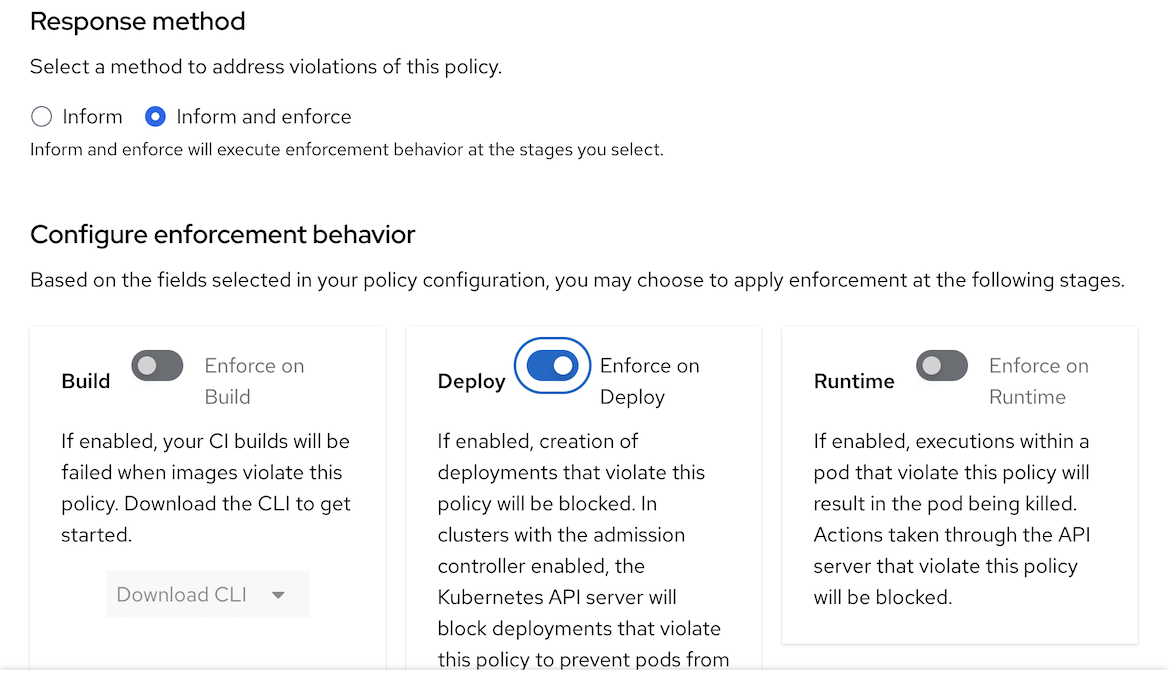 Response method
Select a method to address violations of this policy.
Inform
Inform and enforce
Inform and enforce will execute enforcement behavior at the stages you select.
Configure enforcement behavior
Based on the fields selected in your policy configuration, you may choose to apply enforcement at the following stages.
Build
Enforce on
Build
If enabled, your CI builds will be
failed when images violate this
policy. Download the CLI to get
started.
Download CLI
Deploy
Enforce on
Deploy
If enabled, creation of
deployments that violate this
policy will be blocked. In
clusters with the admission
controller enabled, the
Kubernetes API server will
block deployments that violate
this policy to prevent pods from
Runtime
Enforce on
Runtime
If enabled, executions within a
pod that violate this policy will
result in the pod being killed.
Actions taken through the API
server that violate this policy
will be blocked.